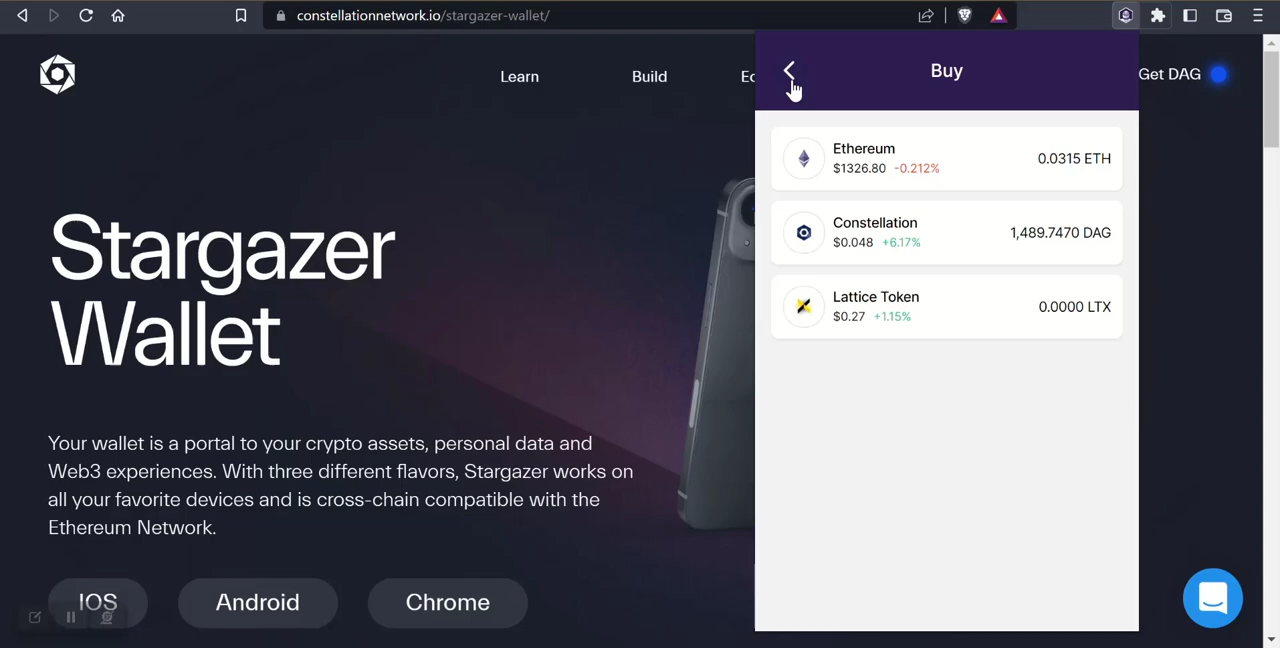 constellationnetwork.io/stargazer-wallet/
Learn
Build
Ec
Get DAG
Buy
Ethereum
$1326.80 -0.212%
0.0315 ETH
Constellation
$0.048 +6.17%
1,489.7470 DAG
Lattice Token
$0.27 +1.15%
0.0000 LTX
Stargazer
Wallet
Your wallet is a portal to your crypto assets, personal data and
Web3 experiences. With three different flavors, Stargazer works on
all your favorite devices and is cross-chain compatible with the
Ethereum Network.
IOS
Android
Chrome